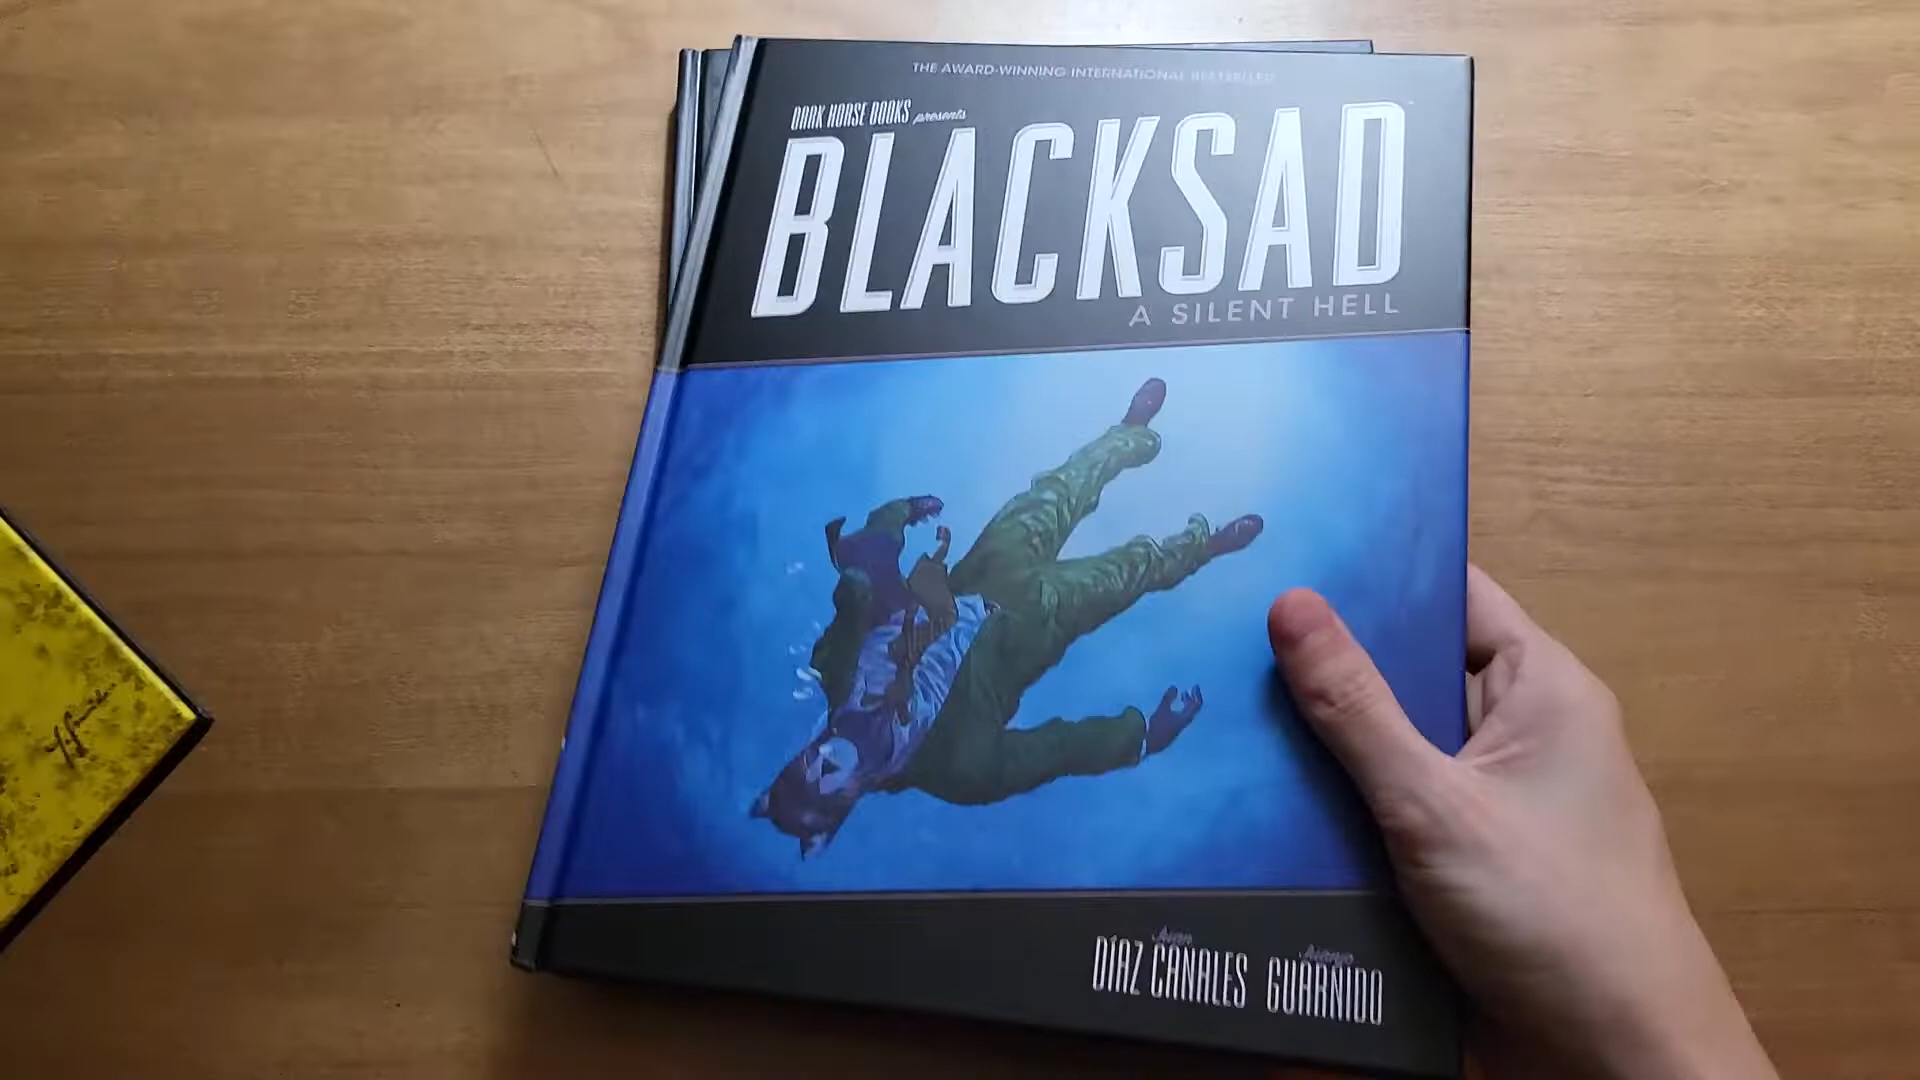 THE AWARD-WINNING INTERNATIONAL BESTSELLER
DARK HORSE BOOKS presents
BLACKSAD
A SILENT HELL
Juan
DÍAZ CANALES
Juanjo
GUARNIDO